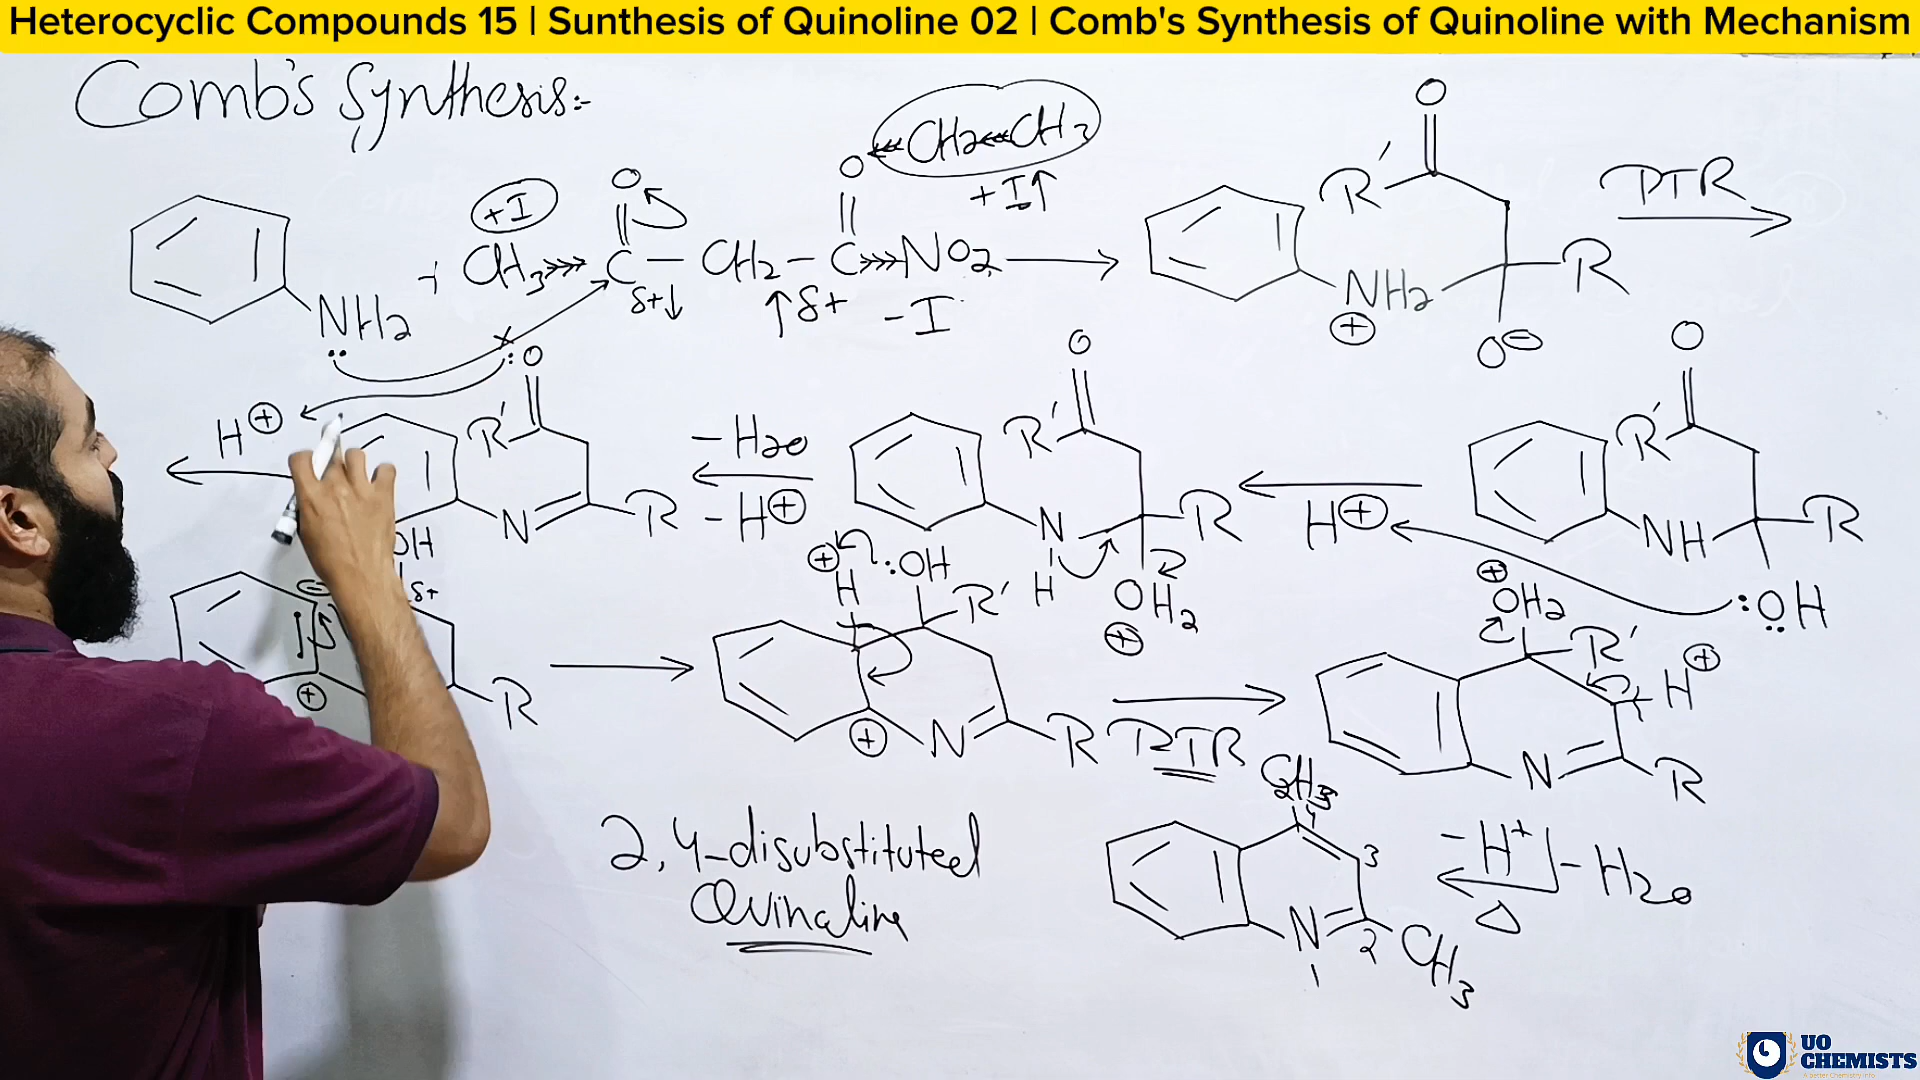 Heterocyclic Compounds 15 | Sunthesis of Quinoline 02 | Comb's Synthesis of Quinoline with Mechanism
Comb's Synthesis:-
NH2
+
+I
CH3 C — CH2 — C NO2
O
O
CH2 CH3
+I↑
δ+↓
↑δ+
-I
R' O
NH2
⊕
R
O⊖
PTR
H⊕
:O
R'
N R
-H2O
-H⊕
O
R'
N R
H
OH2
⊕
H⊕
O
R'
NH R
:OH
OH
δ+
⊖
⊕
R
⊕
H
:OH
R'
⊕
N R
PTR
⊕
OH2
R'
H⊕
N R
2,4-disubstituted
Quinoline
4
3
N
1
2
CH3
-H+ -H2O
Δ
UO
CHEMISTS